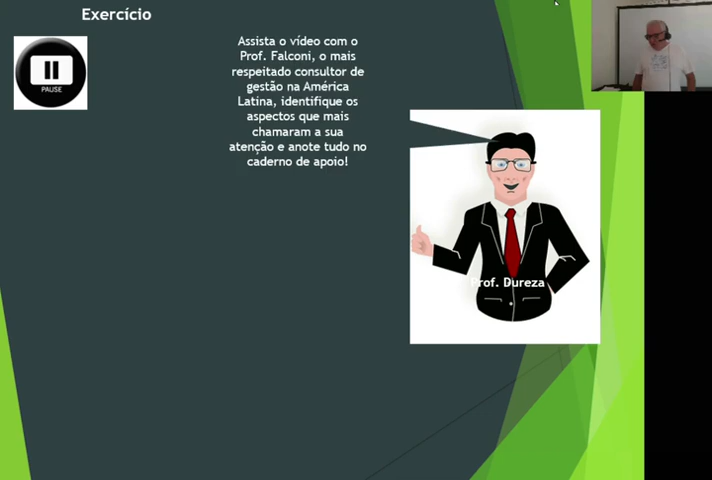 Exercício
PAUSE
Assista o vídeo com o
Prof. Falconi, o mais
respeitado consultor de
gestão na América
Latina, identifique os
aspectos que mais
chamaram a sua
atenção e anote tudo no
caderno de apoio!
Prof. Dureza